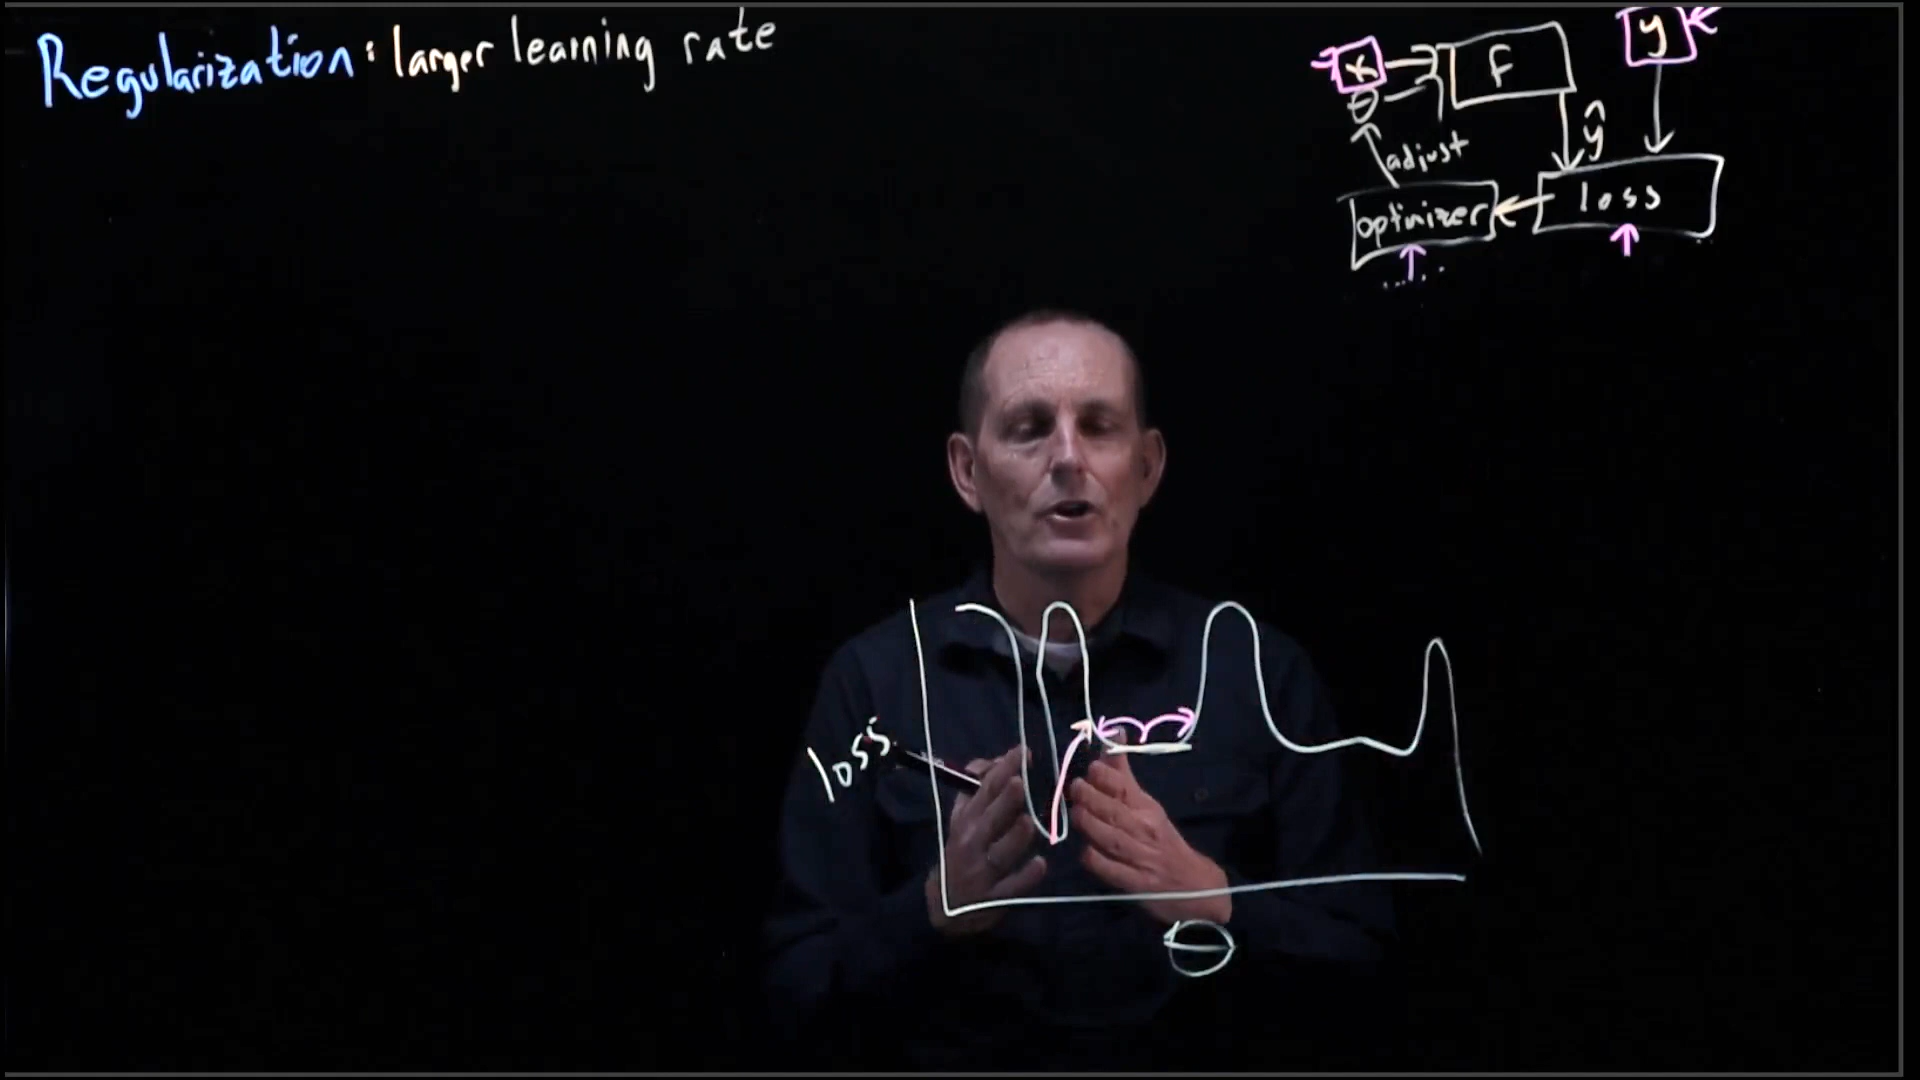 Regularization: larger learning rate
x
f
y
θ
ŷ
adjust
optimizer
loss
loss
θ